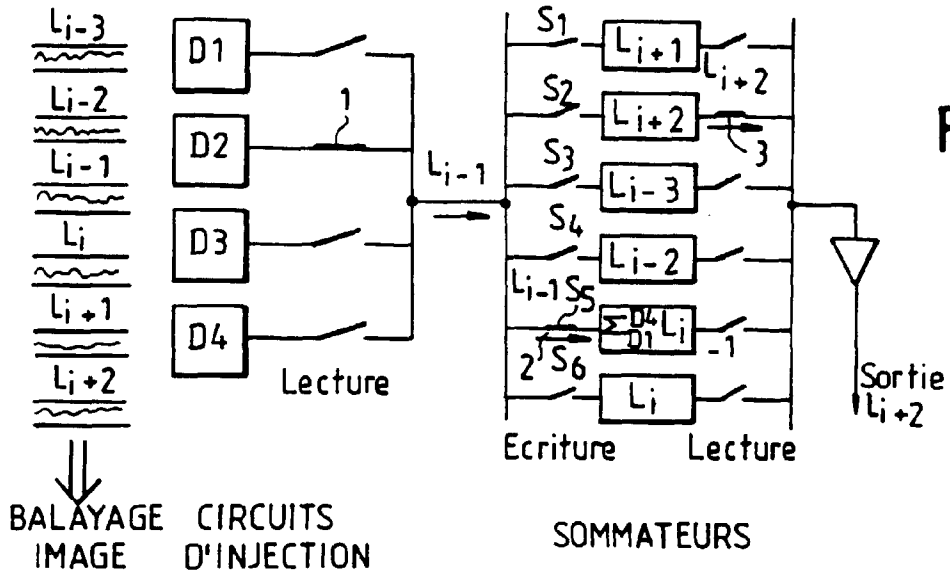 Li-3
Li-2
Li-1
Li
Li+1
Li+2
BALAYAGE
IMAGE
D1
D2
D3
D4
1
Lecture
CIRCUITS
D'INJECTION
Li-1
S1
Li+1
Li+2
S2
Li+2
3
S3
Li-3
S4
Li-2
Li-1 S5
Σ D4 D1 Li-1
2
S6
Li
Ecriture
Lecture
SOMMATEURS
Sortie
Li+2